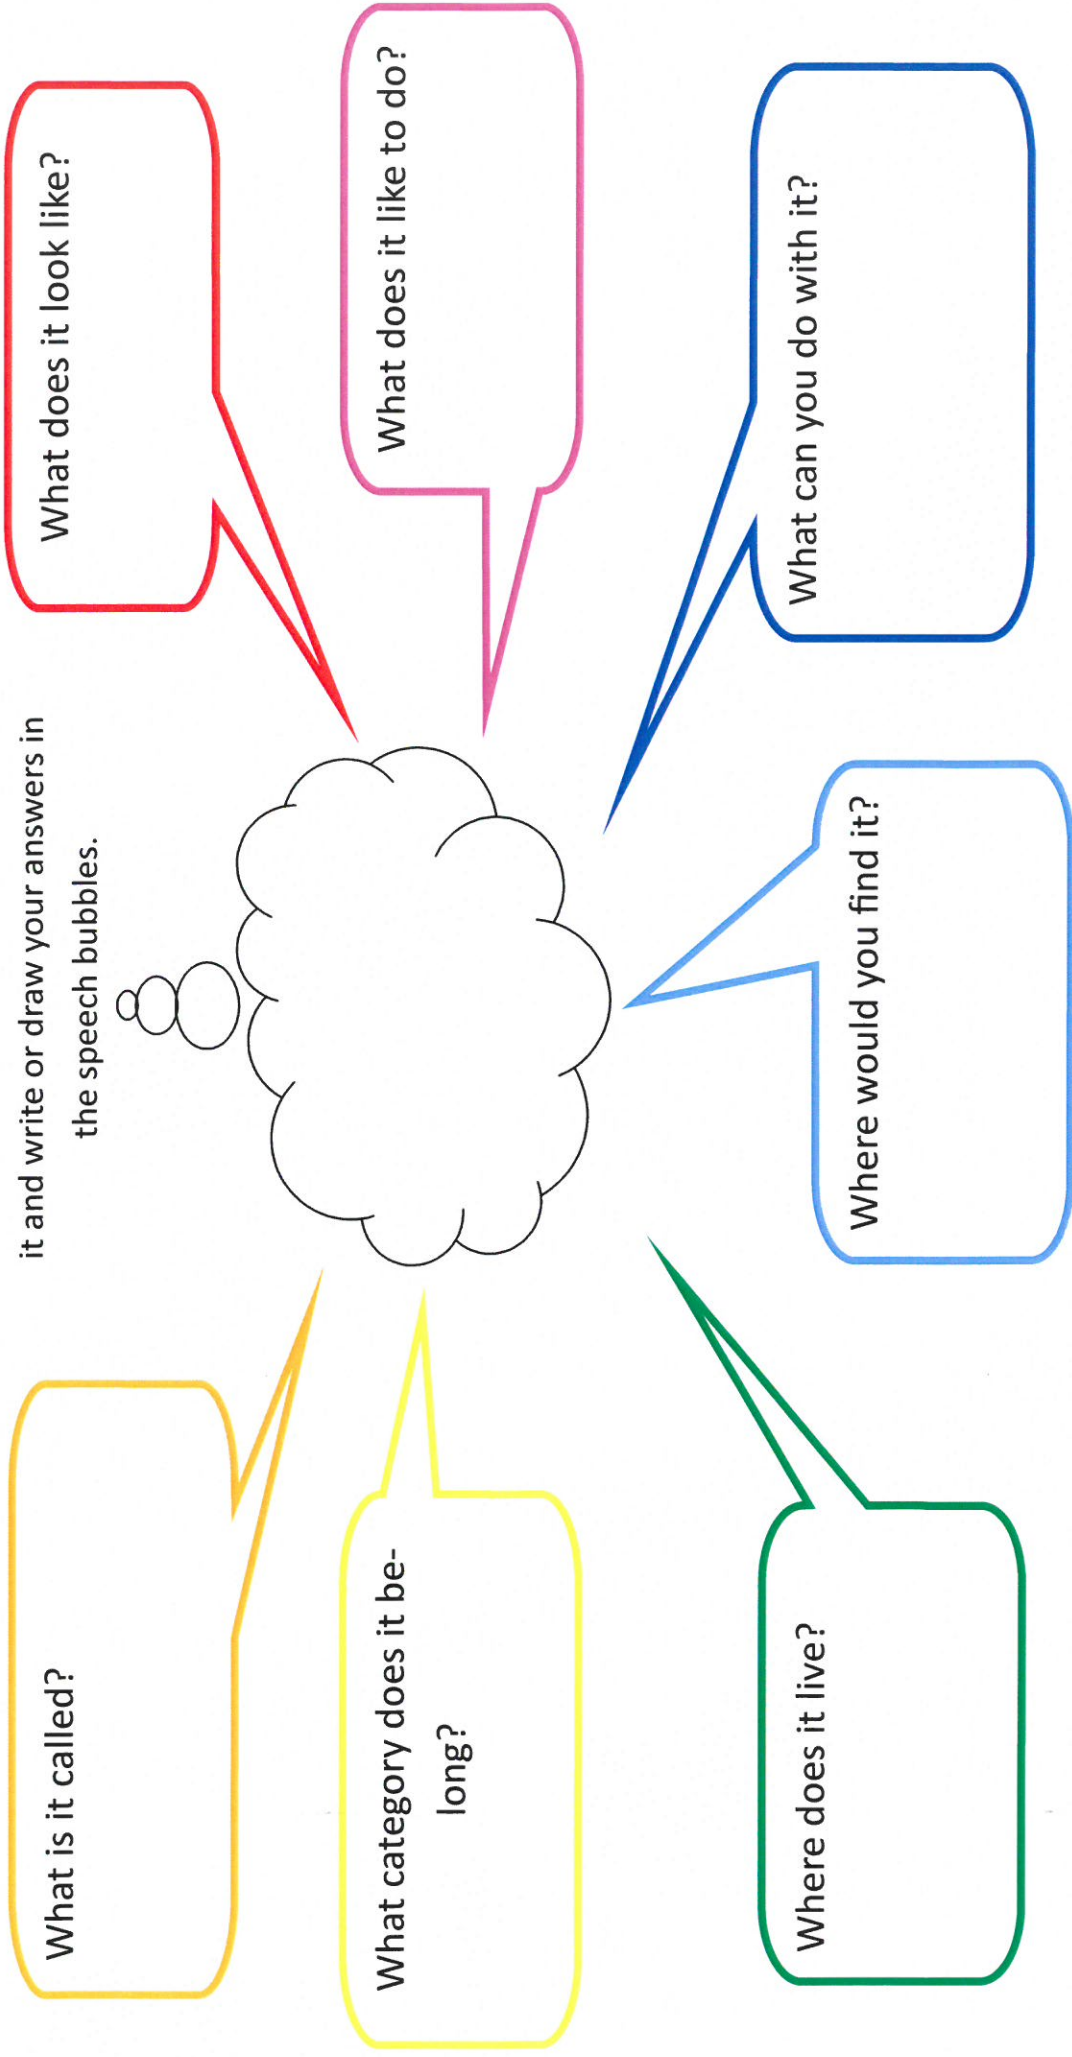 it and write or draw your answers in
the speech bubbles.
What is it called?
What does it look like?
What category does it be-
long?
What does it like to do?
Where does it live?
Where would you find it?
What can you do with it?